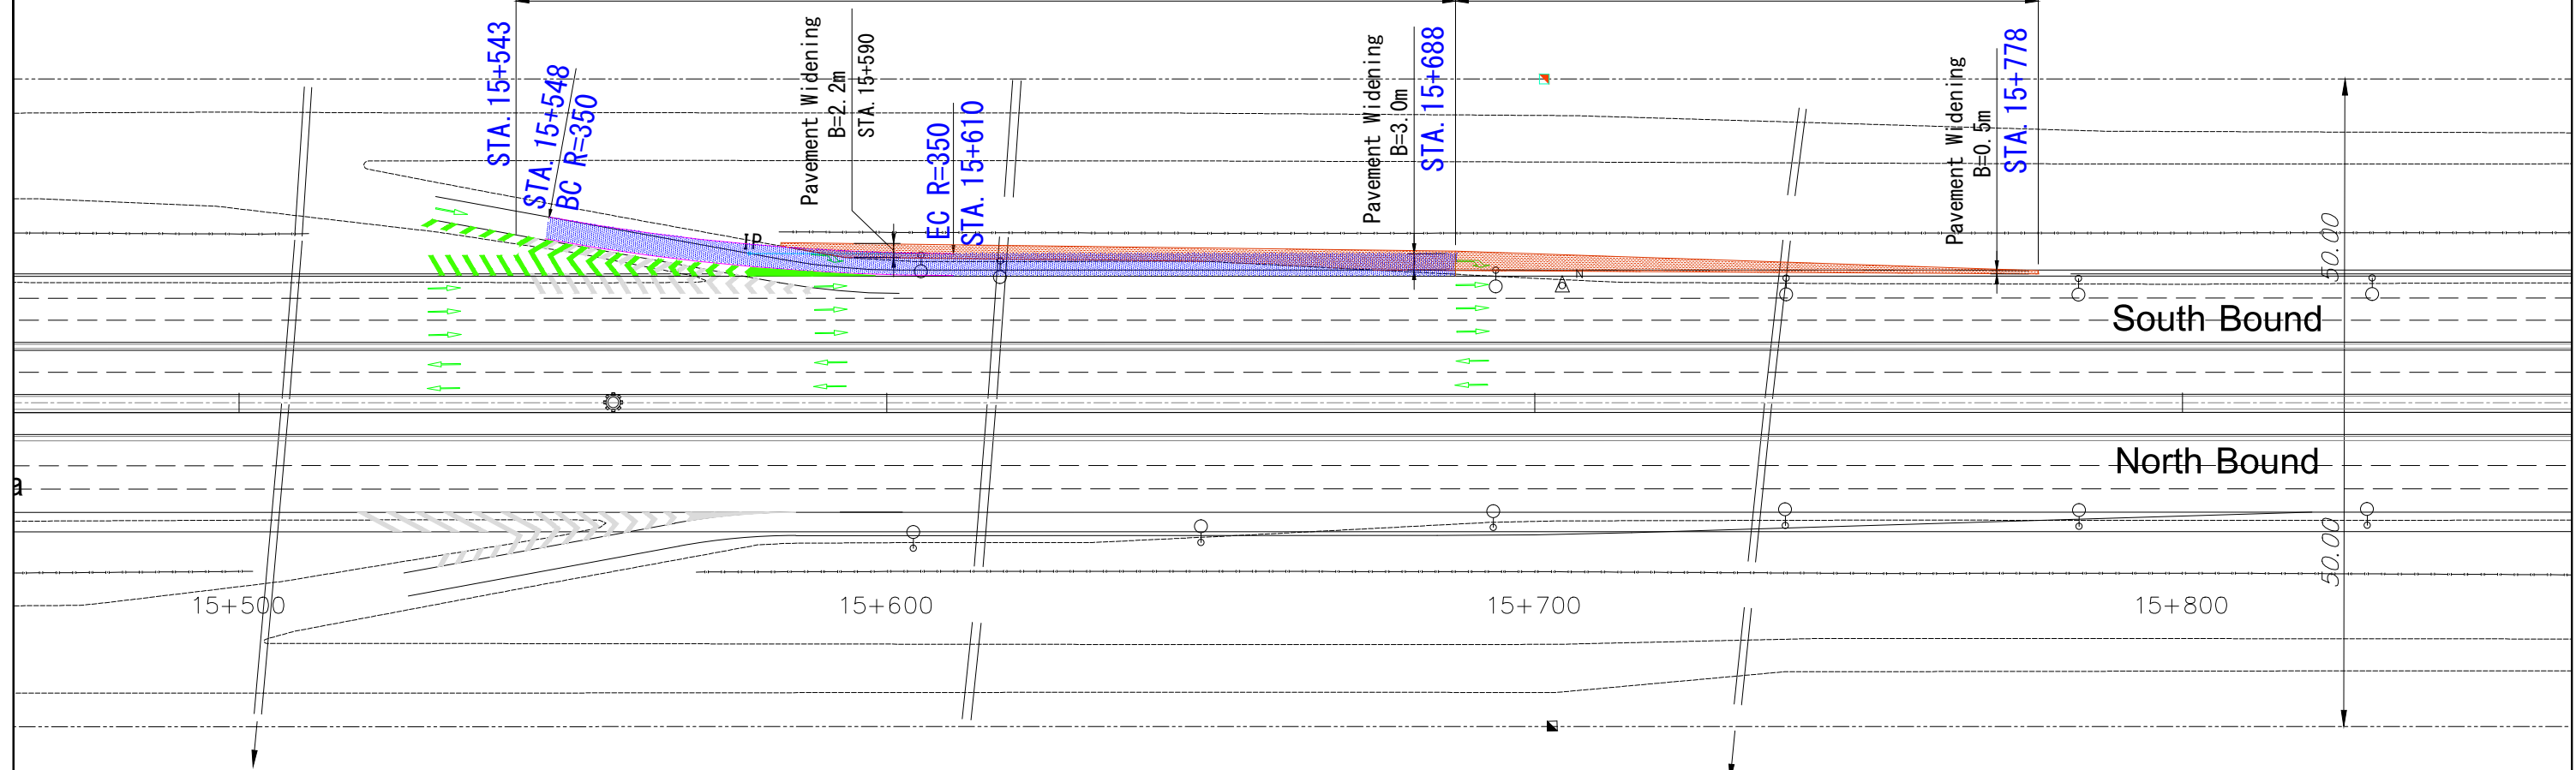 STA. 15+543
STA. 15+548
BC R=350
Pavement Widening
B=2.2m
STA. 15+590
EC R=350
STA. 15+610
Pavement Widening
B=3.0m
STA. 15+688
Pavement Widening
B=0.5m
STA. 15+778
IP
N
50.00
South Bound
North Bound
a
50.00
15+500
15+600
15+700
15+800